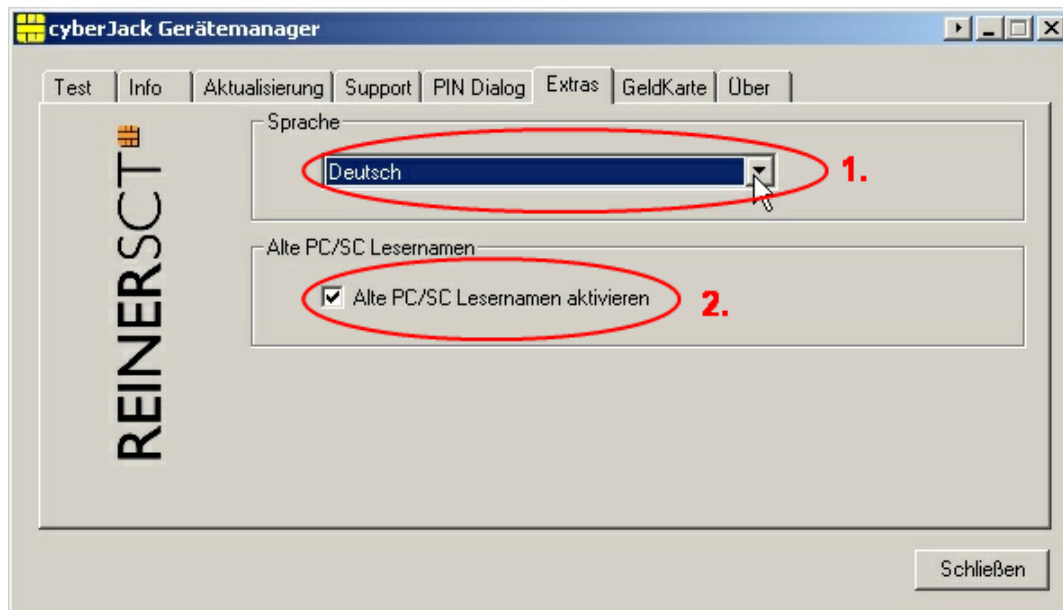 cyberJack Gerätemanager
Test Info Aktualisierung Support PIN Dialog Extras GeldKarte Über
REINERSCT
Sprache
Deutsch 1.
Alte PC/SC Lesernamen
Alte PC/SC Lesernamen aktivieren 2.
Schließen